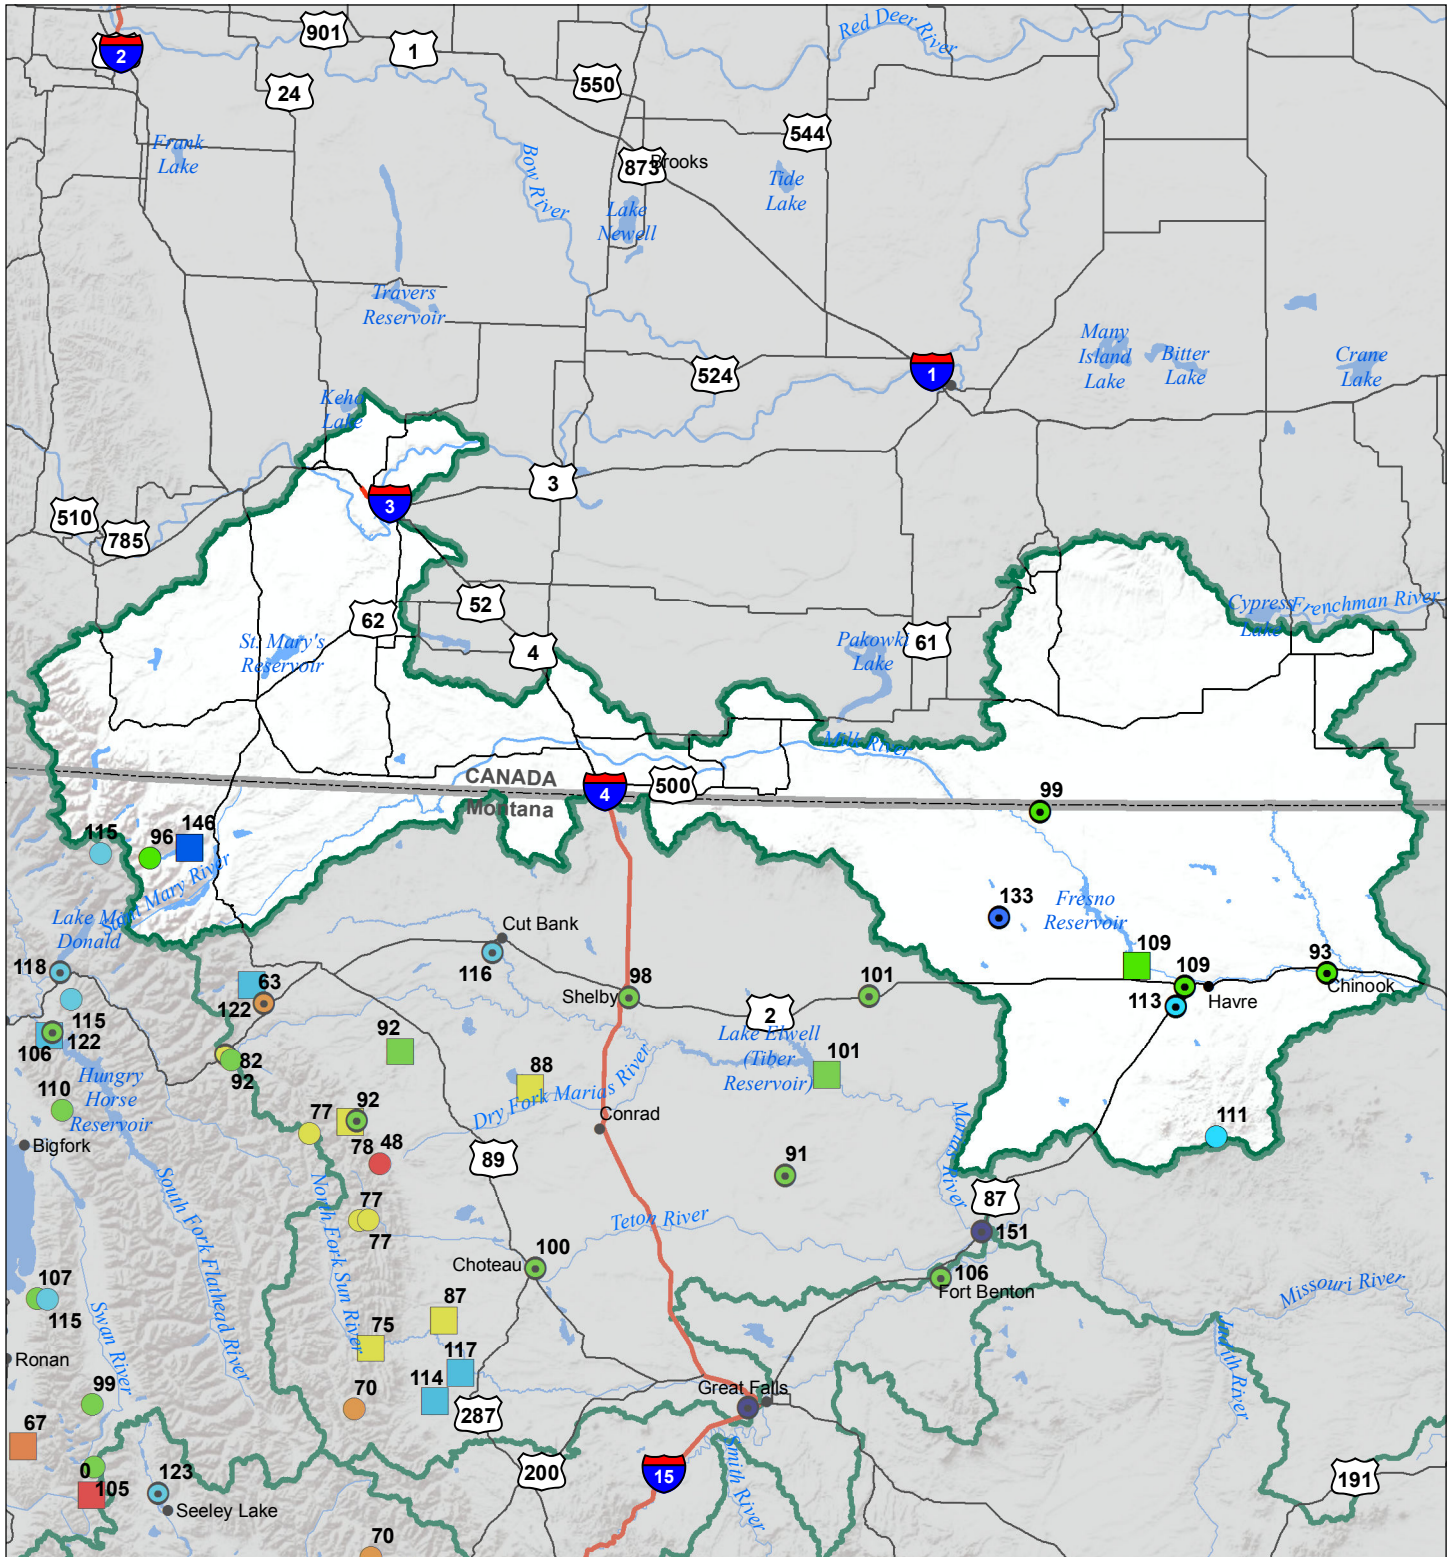 2
901
1
Red Deer River
24
550
544
Frank
Lake
Bow River
873
Brooks
Tide
Lake
Lake
Newell
Travers
Reservoir
524
1
Many
Island
Lake
Bitter
Lake
Crane
Lake
Keho
Lake
3
3
510
785
52
62
4
61
St. Mary's
Reservoir
Pakowki
Lake
Cypress
Lake
Frenchman River
Milk River
CANADA
Montana
4
500
99
115
96
146
Saint Mary River
Lake Mc
Donald
133
Fresno
Reservoir
Cut Bank
116
118
63
122
98
Shelby
101
109
109
93
Chinook
113
Havre
115
106
122
2
Lake Elwell
(Tiber
Reservoir)
101
92
82
92
88
Dry Fork Marias River
Hungry
Horse
Reservoir
110
77
92
78
48
Conrad
Marias River
111
Bigfork
89
91
87
South Fork Flathead River
North Fork Sun River
77
77
Teton River
151
Choteau
100
106
Fort Benton
Missouri River
107
115
Swan River
87
75
Judith River
Ronan
117
114
99
70
287
Great Falls
67
0
105
123
Seeley Lake
200
15
Smith River
191
70